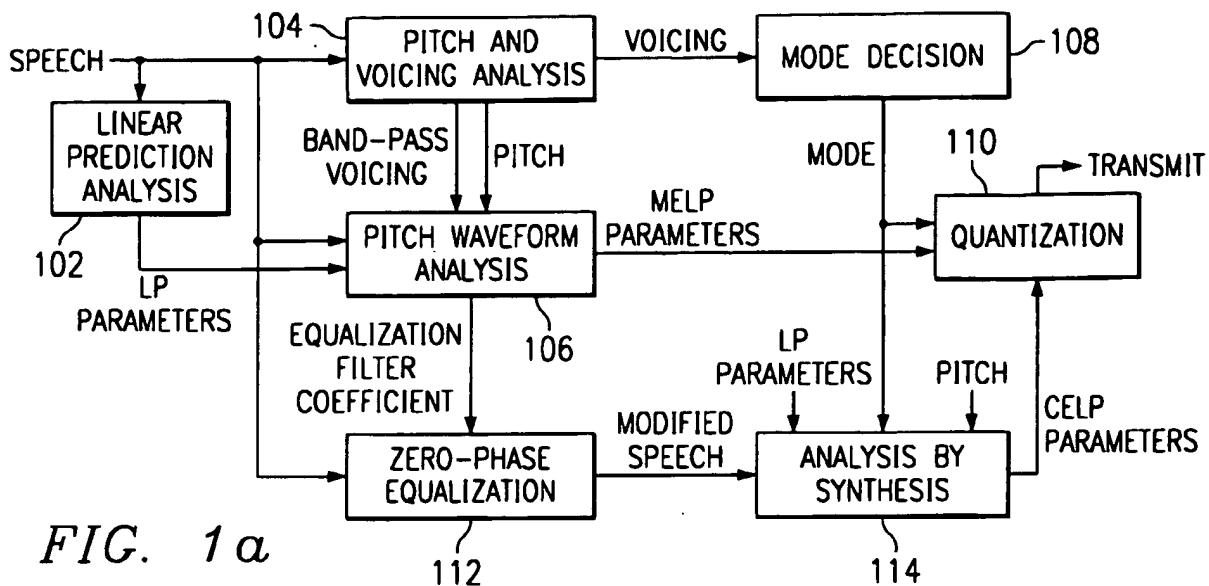 104
PITCH AND
VOICING ANALYSIS
VOICING
MODE DECISION
108
SPEECH
LINEAR
PREDICTION
ANALYSIS
102
BAND-PASS
VOICING
PITCH
MODE
110
TRANSMIT
QUANTIZATION
PITCH WAVEFORM
ANALYSIS
MELP
PARAMETERS
LP
PARAMETERS
106
EQUALIZATION
FILTER
COEFFICIENT
LP
PARAMETERS
PITCH
CELP
PARAMETERS
ZERO-PHASE
EQUALIZATION
MODIFIED
SPEECH
ANALYSIS BY
SYNTHESIS
112
114
FIG. 1a